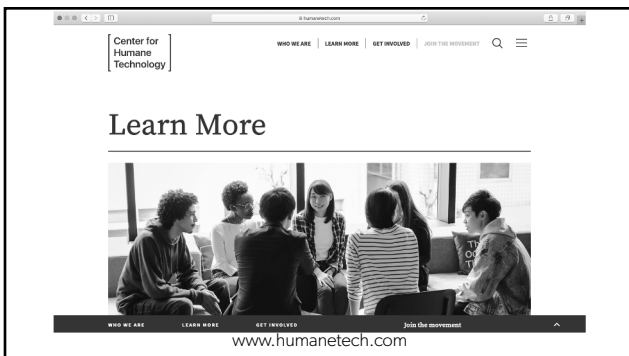 humanetech.com
Center for
Humane
Technology
WHO WE ARE
LEARN MORE
GET INVOLVED
JOIN THE MOVEMENT
Learn More
WHO WE ARE
LEARN MORE
GET INVOLVED
Join the movement
www.humanetech.com